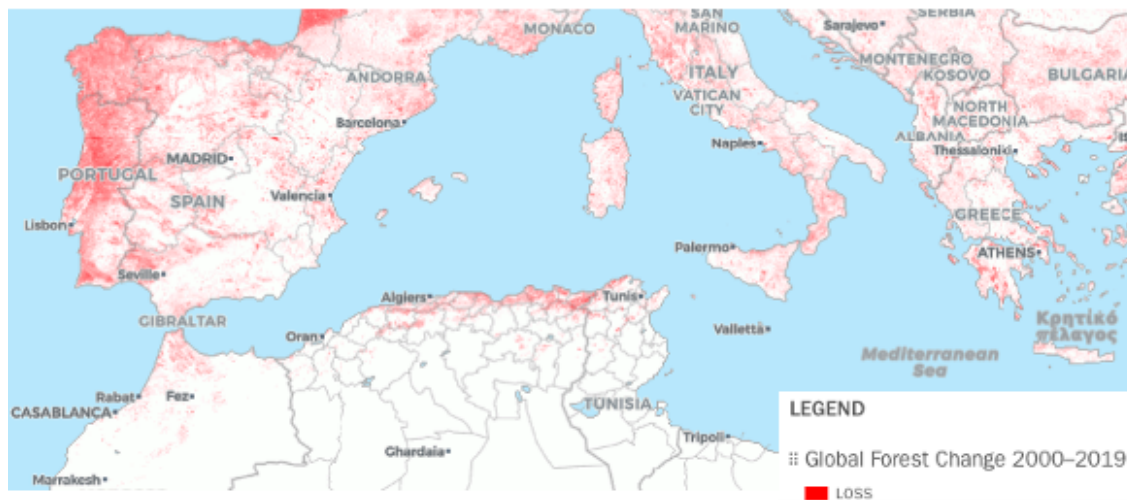 SAN
MARINO
MONACO
Sarajevo
SERBIA
MONTENEGRO
KOSOVO
BULGARIA
ANDORRA
ITALY
VATICAN
CITY
NORTH
MACEDONIA
Barcelona
ALBANIA
Naples
Thessaloniki
MADRID
PORTUGAL
SPAIN
Valencia
Lisbon
GREECE
Palermo
ATHENS
Seville
Algiers
Tunis
GIBRALTAR
Valletta
Κρητικό
πέλαγος
Oran
Mediterranean
Sea
Rabat
Fez
CASABLANCA
TUNISIA
LEGEND
Tripoli
Ghardaia
Global Forest Change 2000–2019
Marrakesh
LOSS